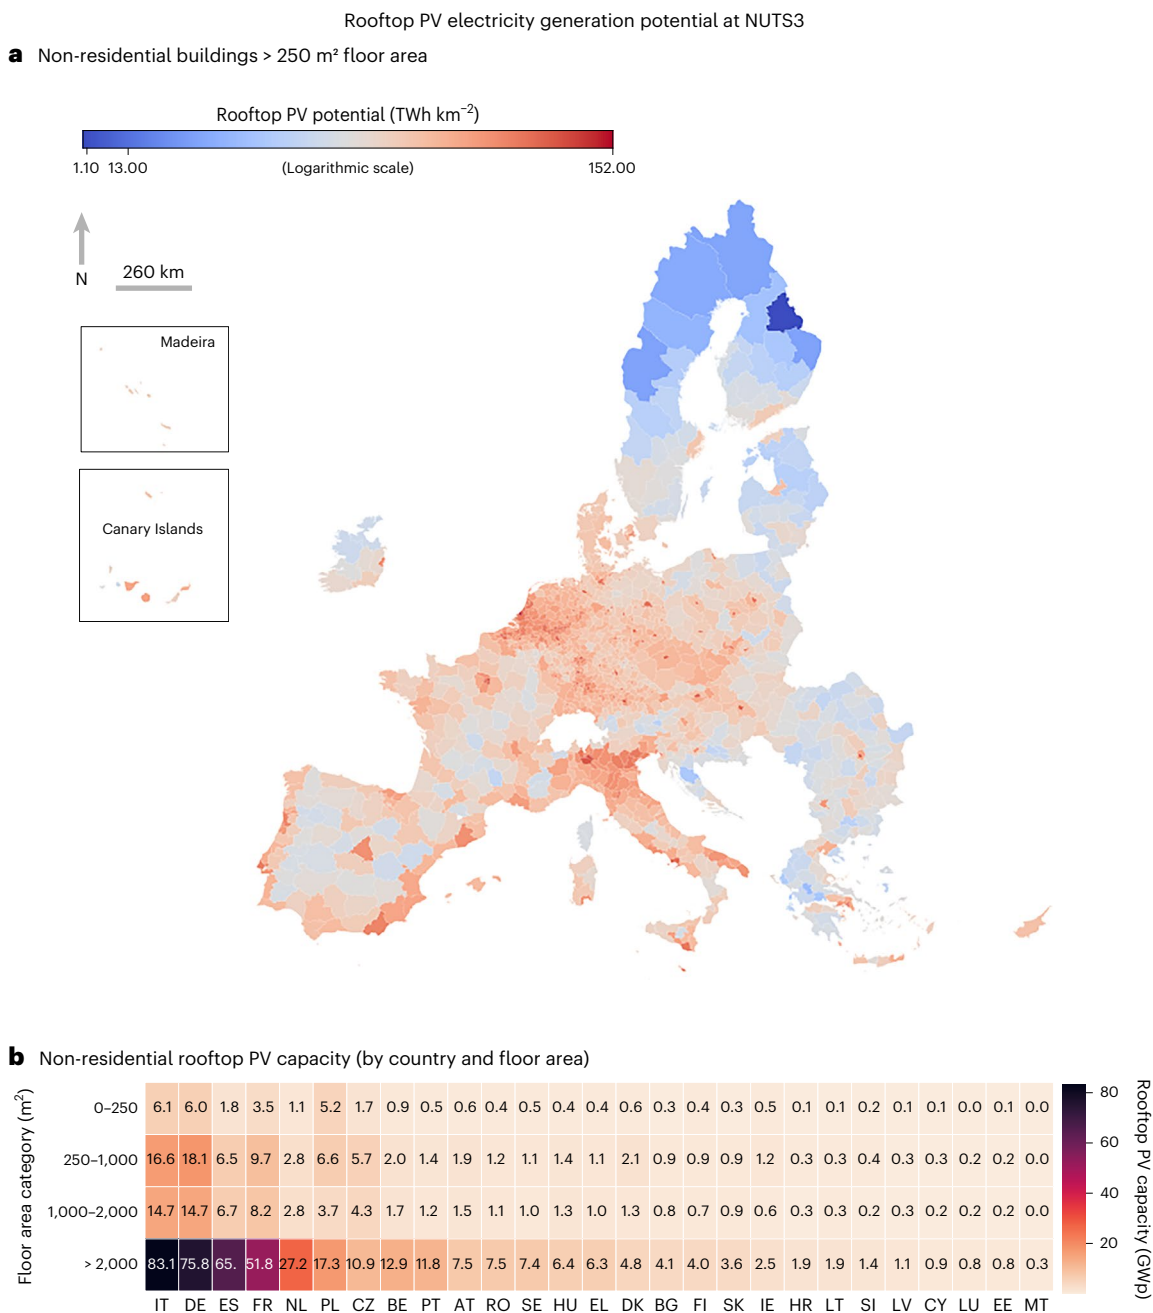 Rooftop PV electricity generation potential at NUTS3
a Non-residential buildings > 250 m² floor area
Rooftop PV potential (TWh km⁻²)
1.10 13.00 (Logarithmic scale) 152.00
N
260 km
Madeira
Canary Islands
b Non-residential rooftop PV capacity (by country and floor area)
Floor area category (m²)
0–250 6.1 6.0 1.8 3.5 1.1 5.2 1.7 0.9 0.5 0.6 0.4 0.5 0.4 0.4 0.6 0.3 0.4 0.3 0.5 0.1 0.1 0.2 0.1 0.1 0.0 0.1 0.0
250–1,000 16.6 18.1 6.5 9.7 2.8 6.6 5.7 2.0 1.4 1.9 1.2 1.1 1.4 1.1 2.1 0.9 0.9 0.9 1.2 0.3 0.3 0.4 0.3 0.3 0.2 0.2 0.0
1,000–2,000 14.7 14.7 6.7 8.2 2.8 3.7 4.3 1.7 1.2 1.5 1.1 1.0 1.3 1.0 1.3 0.8 0.7 0.9 0.6 0.3 0.3 0.2 0.3 0.2 0.2 0.2 0.0
> 2,000 83.1 75.8 65. 51.8 27.2 17.3 10.9 12.9 11.8 7.5 7.5 7.4 6.4 6.3 4.8 4.1 4.0 3.6 2.5 1.9 1.9 1.4 1.1 0.9 0.8 0.8 0.3
IT DE ES FR NL PL CZ BE PT AT RO SE HU EL DK BG FI SK IE HR LT SI LV CY LU EE MT
80
60
40
20
Rooftop PV capacity (GWp)